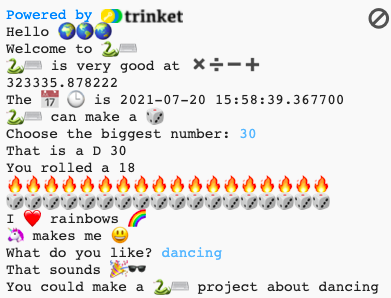 Powered by trinket
Hello 🌍🌎🌏
Welcome to 🐍⌨️
🐍⌨️ is very good at ✖️➗➖➕
323335.878222
The 📅 🕒 is 2021-07-20 15:58:39.367700
🐍⌨️ can make a 🎲
Choose the biggest number: 30
That is a D 30
You rolled a 18
🔥🔥🔥🔥🔥🔥🔥🔥🔥🔥🔥🔥🔥🔥🔥🔥🔥🔥
🎲🎲🎲🎲🎲🎲🎲🎲🎲🎲🎲🎲🎲🎲🎲🎲🎲🎲
I ❤️ rainbows 🌈
🦄 makes me 😃
What do you like? dancing
That sounds 🎉🕶️
You could make a 🐍⌨️ project about dancing